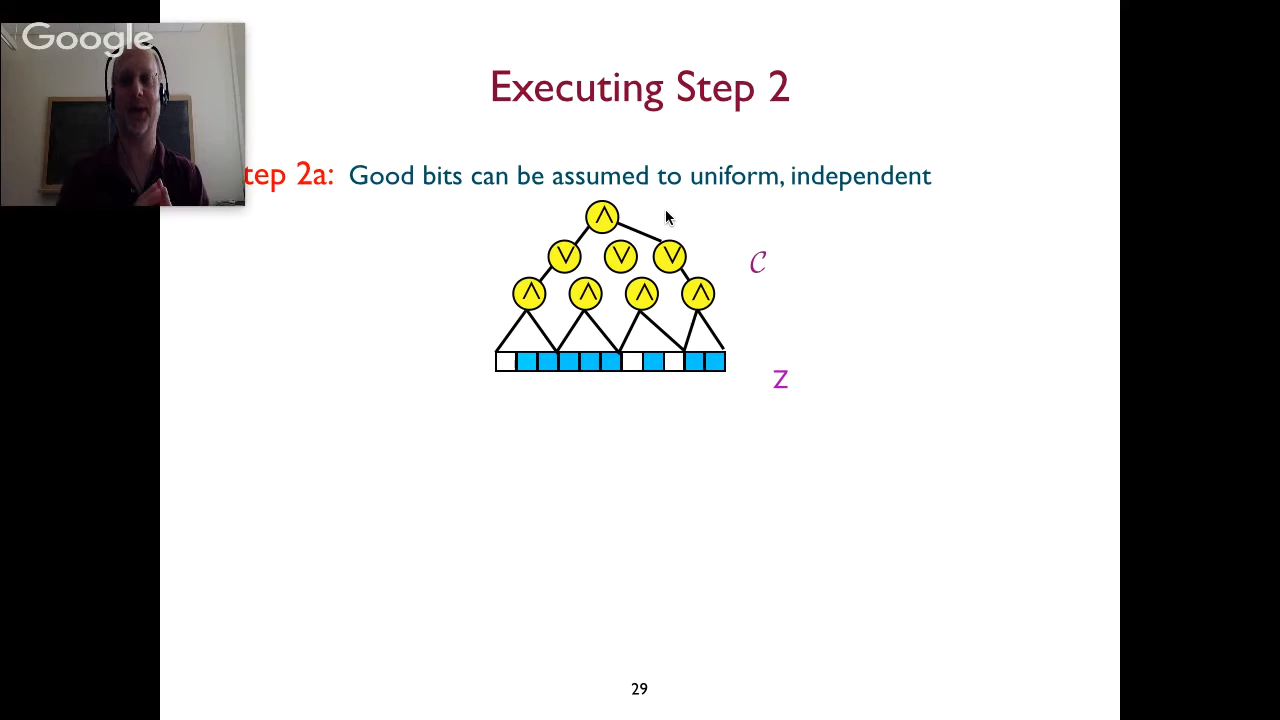 Google
Executing Step 2
tep 2a: Good bits can be assumed to uniform, independent
∧
∨ ∨ ∨
C
∧ ∧ ∧ ∧
z
29